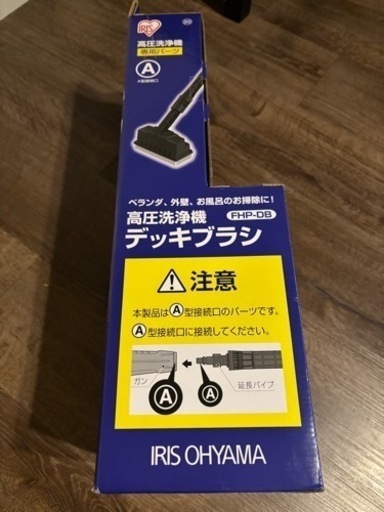 IRIS
高圧洗浄機
専用パーツ
A
A型接続口
ベランダ、外壁、お風呂のお掃除に!
高圧洗浄機 FHP-DB
デッキブラシ
注意
本製品はA型接続口のパーツです。
A型接続口に接続してください。
ガン
延長パイプ
A
A
IRIS OHYAMA